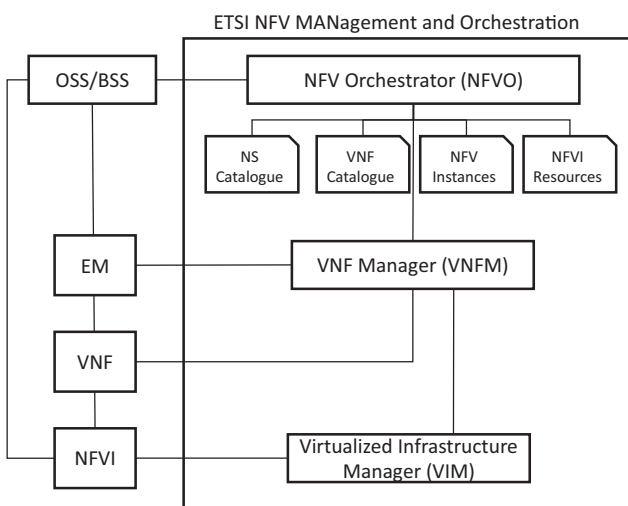 ETSI NFV MANagement and Orchestration
OSS/BSS
NFV Orchestrator (NFVO)
NS
Catalogue
VNF
Catalogue
NFV
Instances
NFVI
Resources
EM
VNF Manager (VNFM)
VNF
NFVI
Virtualized Infrastructure
Manager (VIM)